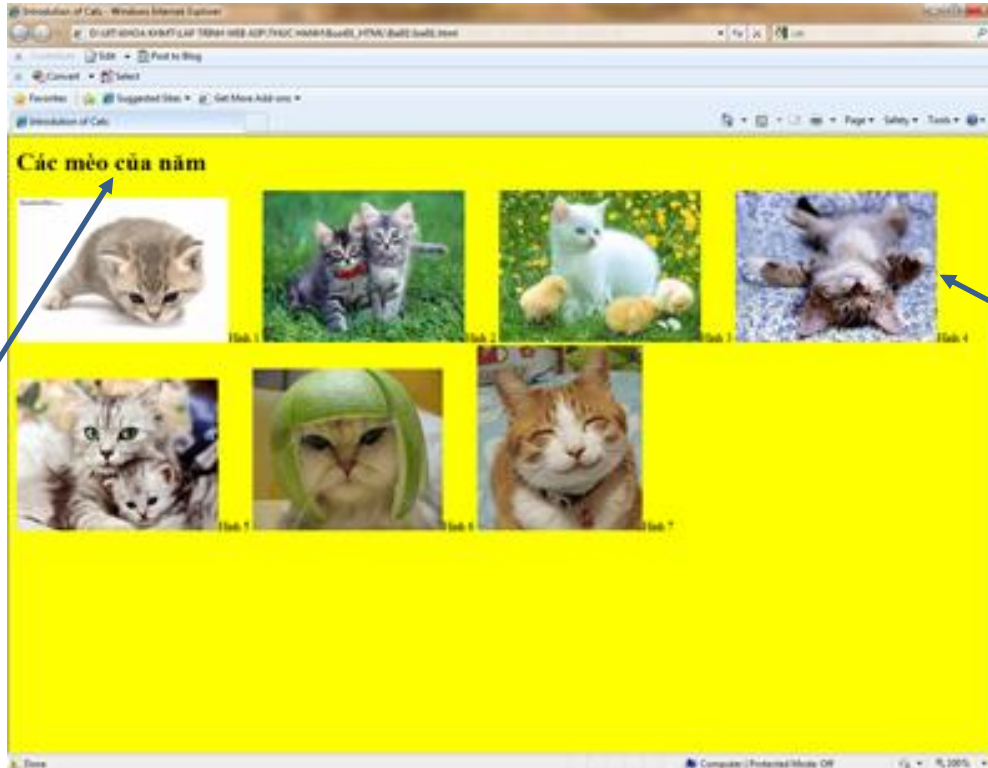 Introdution of Cats - Windows Internet Explorer
Edit Post to Blog
Convert Select
Favorites Suggested Sites Get More Add-ons
Introdution of Cats
Page Safety Tools
Các mèo của năm
Hình 1 Hình 2 Hình 3 Hình 4
Hình 5 Hình 6 Hình 7
Done Computer | Protected Mode: Off 100%